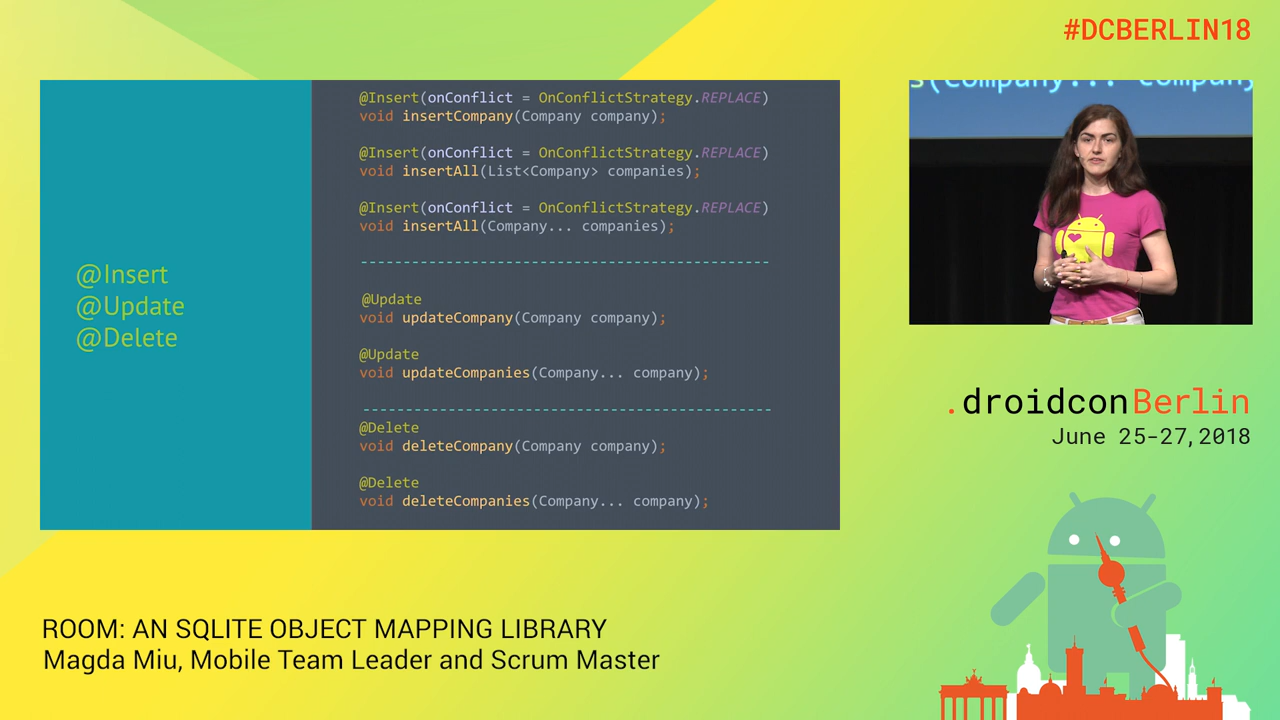 #DCBERLIN18
@Insert
@Update
@Delete
@Insert(onConflict = OnConflictStrategy.REPLACE)
void insertCompany(Company company);
@Insert(onConflict = OnConflictStrategy.REPLACE)
void insertAll(List<Company> companies);
@Insert(onConflict = OnConflictStrategy.REPLACE)
void insertAll(Company... companies);
------------------------------------------------
@Update
void updateCompany(Company company);
@Update
void updateCompanies(Company... company);
------------------------------------------------
@Delete
void deleteCompany(Company company);
@Delete
void deleteCompanies(Company... company);
s(Company... company
.droidconBerlin
June 25-27,2018
ROOM: AN SQLITE OBJECT MAPPING LIBRARY
Magda Miu, Mobile Team Leader and Scrum Master